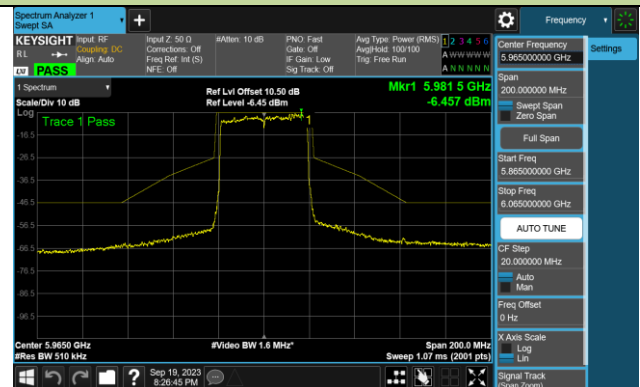 Spectrum Analyzer 1
Swept SA
Frequency
KEYSIGHT
RL
LXI
PASS
Input: RF
Coupling: DC
Align: Auto
Input Z: 50 Ω
Corrections: Off
Freq Ref: Int (S)
NFE: Off
#Atten: 10 dB
PNO: Fast
Gate: Off
IF Gain: Low
Sig Track: Off
Avg Type: Power (RMS)
Avg|Hold: 100/100
Trig: Free Run
1 2 3 4 5 6
A W W W W W
A N N N N N
1 Spectrum
Scale/Div 10 dB
Ref Lvl Offset 10.50 dB
Ref Level -6.45 dBm
Mkr1 5.981 5 GHz
-6.457 dBm
Log
Trace 1 Pass
-16.5
-26.5
-36.5
-46.5
-56.5
-66.5
-76.5
-86.5
-96.5
Center 5.9650 GHz
#Res BW 510 kHz
#Video BW 1.6 MHz*
Span 200.0 MHz
Sweep 1.07 ms (2001 pts)
Center Frequency
5.965000000 GHz
Settings
Span
200.000000 MHz
Swept Span
Zero Span
Full Span
Start Freq
5.865000000 GHz
Stop Freq
6.065000000 GHz
AUTO TUNE
CF Step
20.000000 MHz
Auto
Man
Freq Offset
0 Hz
X Axis Scale
Log
Lin
Signal Track
(Span Zoom)
Sep 19, 2023
8:26:45 PM